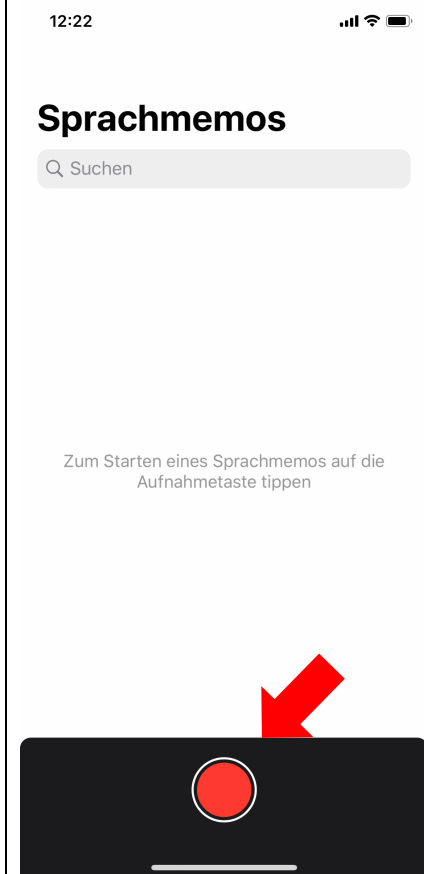 12:22
Sprachmemos
Suchen
Zum Starten eines Sprachmemos auf die
Aufnahmetaste tippen